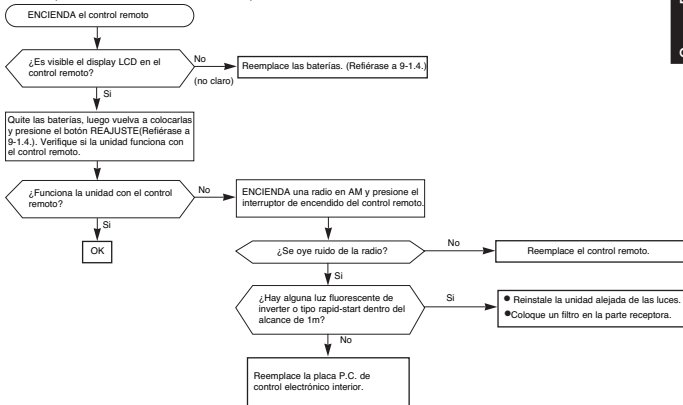 ENCIENDA el control remoto
¿Es visible el display LCD en el
control remoto?
No
(no claro)
Reemplace las baterías. (Refiérase a 9-1.4.)
Si
Quite las baterías, luego vuelva a colocarlas
y presione el botón REAJUSTE(Refiérase a
9-1.4.). Verifique si la unidad funciona con
el control remoto.
¿Funciona la unidad con el control
remoto?
No
ENCIENDA una radio en AM y presione el
interruptor de encendido del control remoto.
Si
OK
¿Se oye ruido de la radio?
No
Reemplace el control remoto.
Si
¿Hay alguna luz fluorescente de
inverter o tipo rapid-start dentro del
alcance de 1m?
Si
● Reinstale la unidad alejada de las luces.
●Coloque un filtro en la parte receptora.
No
Reemplace la placa P.C. de
control electrónico interior.